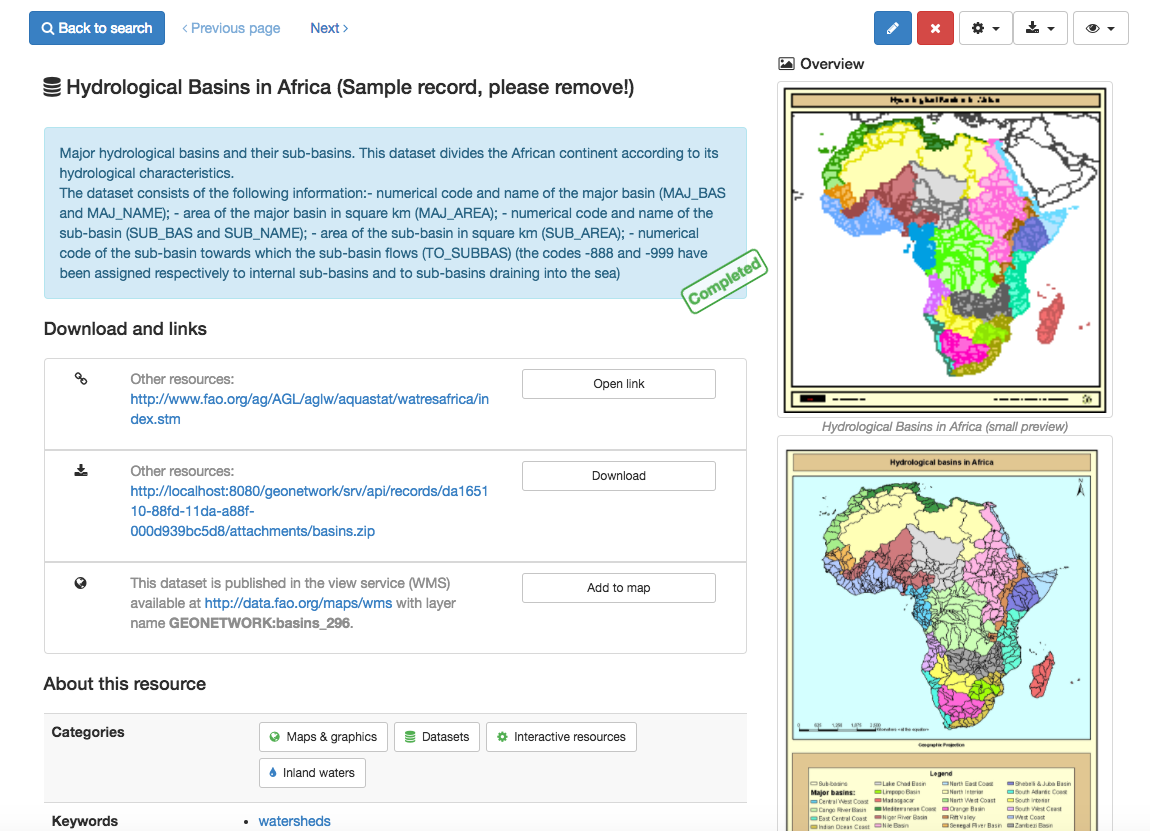 Back to search
Previous page
Next
Hydrological Basins in Africa (Sample record, please remove!)
Major hydrological basins and their sub-basins. This dataset divides the African continent according to its
hydrological characteristics.
The dataset consists of the following information:- numerical code and name of the major basin (MAJ_BAS
and MAJ_NAME); - area of the major basin in square km (MAJ_AREA); - numerical code and name of the
sub-basin (SUB_BAS and SUB_NAME); - area of the sub-basin in square km (SUB_AREA); - numerical
code of the sub-basin towards which the sub-basin flows (TO_SUBBAS) (the codes -888 and -999 have
been assigned respectively to internal sub-basins and to sub-basins draining into the sea)
Completed
Download and links
Other resources:
http://www.fao.org/ag/AGL/aglw/aquastat/watresafrica/in
dex.stm
Open link
Other resources:
http://localhost:8080/geonetwork/srv/api/records/da1651
10-88fd-11da-a88f-
000d939bc5d8/attachments/basins.zip
Download
This dataset is published in the view service (WMS)
available at http://data.fao.org/maps/wms with layer
name GEONETWORK:basins_296.
Add to map
About this resource
Categories
Maps & graphics
Datasets
Interactive resources
Inland waters
Keywords
watersheds
Overview
Hydrological Basins in Africa
Hydrological Basins in Africa (small preview)
Hydrological basins in Africa
N
Geographic Projection
Legend
Sub-basins
Major basins:
Central West Coast
Congo River Basin
East Central Coast
Indian Ocean Coast
Lake Chad Basin
Limpopo Basin
Madagascar
Mediterranean Coast
Niger River Basin
Nile Basin
North East Coast
North Interior
North West Coast
Orange Basin
Rift Valley
Senegal River Basin
Shebelli & Juba Basin
South Atlantic Coast
South Interior
South West Coast
West Coast
Zambezi Basin